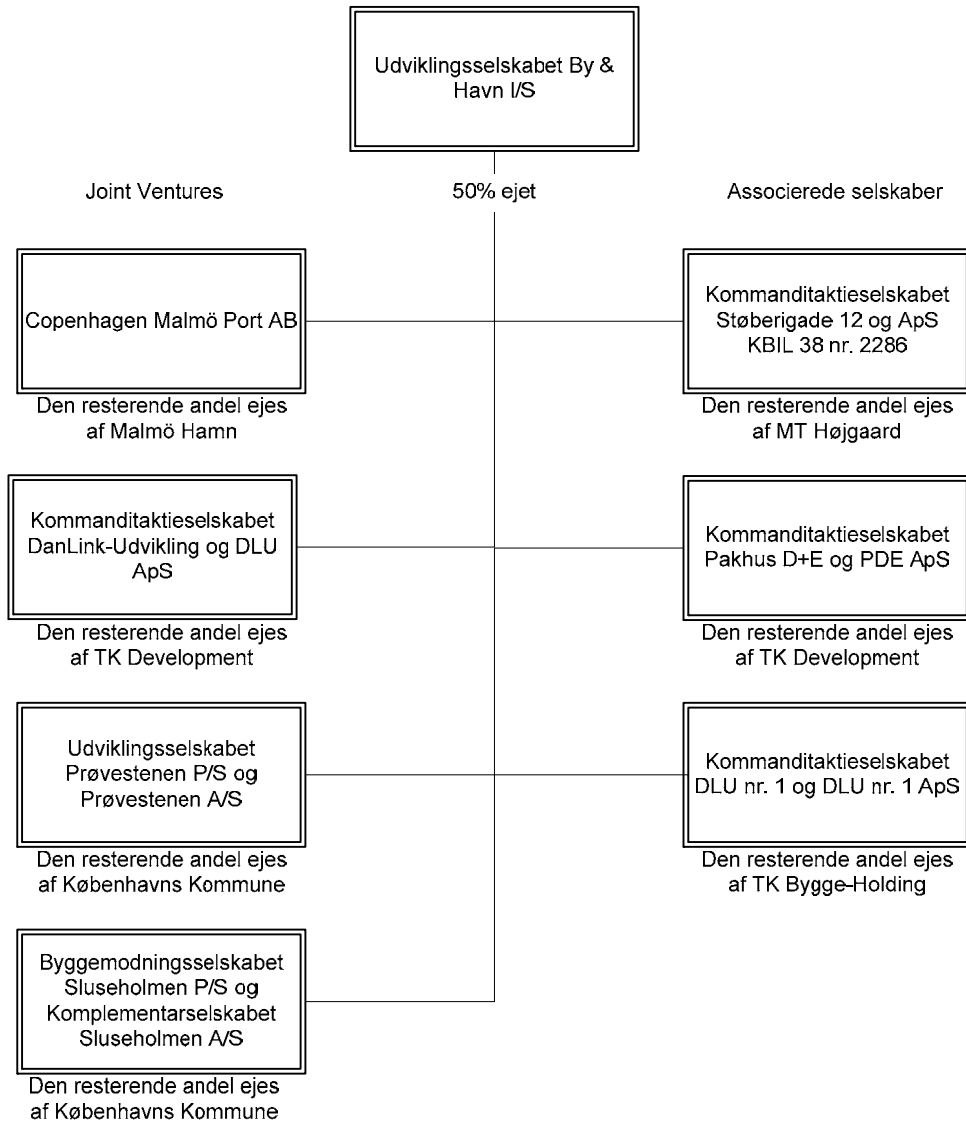 Udviklingsselskabet By &
Havn I/S
Joint Ventures
50% ejet
Associerede selskaber
Copenhagen Malmö Port AB
Den resterende andel ejes
af Malmö Hamn
Kommanditaktieselskabet
Støberigade 12 og ApS
KBIL 38 nr. 2286
Den resterende andel ejes
af MT Højgaard
Kommanditaktieselskabet
DanLink-Udvikling og DLU
ApS
Den resterende andel ejes
af TK Development
Kommanditaktieselskabet
Pakhus D+E og PDE ApS
Den resterende andel ejes
af TK Development
Udviklingsselskabet
Prøvestenen P/S og
Prøvestenen A/S
Den resterende andel ejes
af Københavns Kommune
Kommanditaktieselskabet
DLU nr. 1 og DLU nr. 1 ApS
Den resterende andel ejes
af TK Bygge-Holding
Byggemodningsselskabet
Sluseholmen P/S og
Komplementarselskabet
Sluseholmen A/S
Den resterende andel ejes
af Københavns Kommune